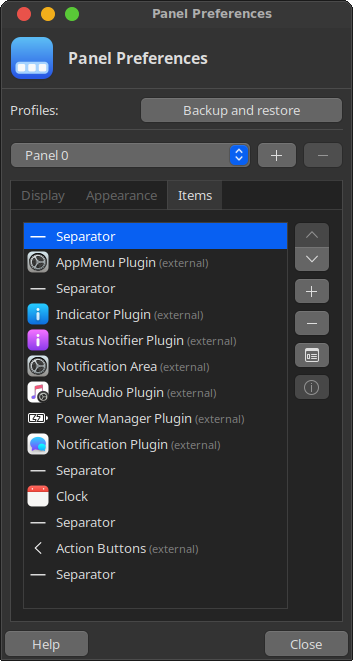 Panel Preferences
Panel Preferences
Profiles:
Backup and restore
Panel 0
Display
Appearance
Items
Separator
AppMenu Plugin (external)
Separator
Indicator Plugin (external)
Status Notifier Plugin (external)
Notification Area (external)
PulseAudio Plugin (external)
Power Manager Plugin (external)
Notification Plugin (external)
Separator
Clock
Separator
Action Buttons (external)
Separator
Help
Close